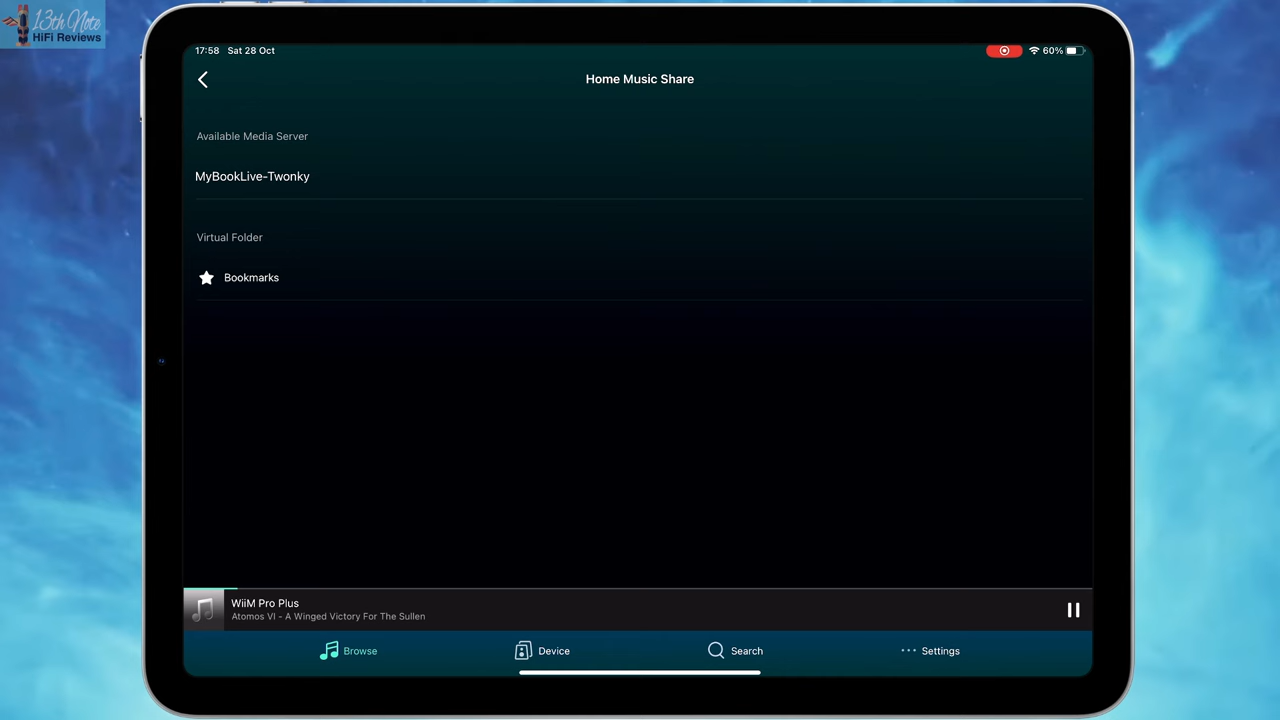 13th Note
HiFi Reviews
17:58 Sat 28 Oct
60%
Home Music Share
Available Media Server
MyBookLive-Twonky
Virtual Folder
Bookmarks
WiiM Pro Plus
Atomos VI - A Winged Victory For The Sullen
Browse
Device
Search
Settings